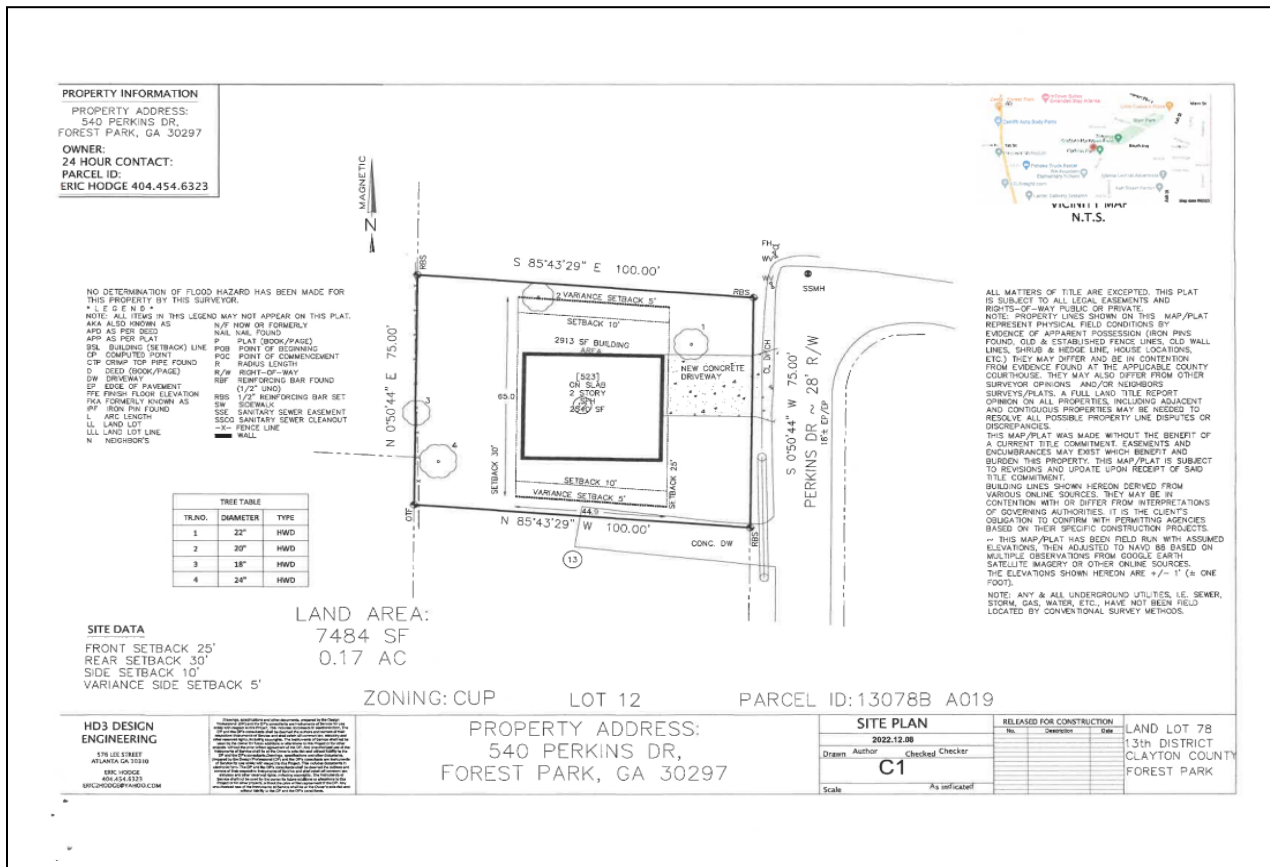 PROPERTY INFORMATION
PROPERTY ADDRESS:
540 PERKINS DR,
FOREST PARK, GA 30297
OWNER:
24 HOUR CONTACT:
PARCEL ID:
ERIC HODGE 404.454.6323
MAGNETIC
N
VICINITY MAP
N.T.S.
NO DETERMINATION OF FLOOD HAZARD HAS BEEN MADE FOR
THIS PROPERTY BY THIS SURVEYOR.
* L E G E N D *
NOTE: ALL ITEMS IN THIS LEGEND MAY NOT APPEAR ON THIS PLAT.
AKA ALSO KNOWN AS
APD AS PER DEED
APP AS PER PLAT
BSL BUILDING (SETBACK) LINE
CP COMPUTED POINT
CTP CRIMP TOP PIPE FOUND
D DEED (BOOK/PAGE)
DW DRIVEWAY
EP EDGE OF PAVEMENT
FFE FINISH FLOOR ELEVATION
FKA FORMERLY KNOWN AS
IPF IRON PIN FOUND
L ARC LENGTH
LL LAND LOT
LLL LAND LOT LINE
N NEIGHBOR'S
N/F NOW OR FORMERLY
NAIL NAIL FOUND
P PLAT (BOOK/PAGE)
POB POINT OF BEGINNING
POC POINT OF COMMENCEMENT
R RADIUS LENGTH
R/W RIGHT-OF-WAY
RBF REINFORCING BAR FOUND
(1/2" UNO)
RBS 1/2" REINFORCING BAR SET
SW SIDEWALK
SSE SANITARY SEWER EASEMENT
SSCO SANITARY SEWER CLEANOUT
-X- FENCE LINE
WALL
RBS
S 85°43'29" E 100.00'
RBS
FH
WV
SSMH
N 0°50'44" E 75.00'
2
VARIANCE SETBACK 5'
SETBACK 10'
2913 SF BUILDING
AREA
1
NEW CONCRETE
DRIVEWAY
[523]
ON SLAB
2 STORY
65.0
3
4
SETBACK 30'
SETBACK 25'
SETBACK 10'
VARIANCE SETBACK 5'
44.9
N 85°43'29" W 100.00'
RBS
CONC. DW
13
CL DITCH
S 0°50'44" W 75.00'
PERKINS DR ~ 28' R/W
18'± EP/EP
ALL MATTERS OF TITLE ARE EXCEPTED. THIS PLAT
IS SUBJECT TO ALL LEGAL EASEMENTS AND
RIGHTS-OF-WAY PUBLIC OR PRIVATE.
NOTE: PROPERTY LINES SHOWN ON THIS MAP/PLAT
REPRESENT PHYSICAL FIELD CONDITIONS BY
EVIDENCE OF APPARENT POSSESSION (IRON PINS
FOUND, OLD & ESTABLISHED FENCE LINES, OLD WALL
LINES, SHRUB & HEDGE LINE, HOUSE LOCATIONS,
ETC.) THEY MAY DIFFER AND BE IN CONTENTION
FROM EVIDENCE FOUND AT THE APPLICABLE COUNTY
COURTHOUSE. THEY MAY ALSO DIFFER FROM OTHER
SURVEYOR OPINIONS AND/OR NEIGHBORS
SURVEYS/PLATS. A FULL LAND TITLE REPORT
OPINION ON ALL PROPERTIES, INCLUDING ADJACENT
AND CONTIGUOUS PROPERTIES MAY BE NEEDED TO
RESOLVE ALL POSSIBLE PROPERTY LINE DISPUTES OR
DISCREPANCIES.
THIS MAP/PLAT WAS MADE WITHOUT THE BENEFIT OF
A CURRENT TITLE COMMITMENT. EASEMENTS AND
ENCUMBRANCES MAY EXIST WHICH BENEFIT AND
BURDEN THIS PROPERTY. THIS MAP/PLAT IS SUBJECT
TO REVISIONS AND UPDATE UPON RECEIPT OF SAID
TITLE COMMITMENT.
BUILDING LINES SHOWN HEREON DERIVED FROM
VARIOUS ONLINE SOURCES. THEY MAY BE IN
CONTENTION WITH OR DIFFER FROM INTERPRETATIONS
OF GOVERNING AUTHORITIES. IT IS THE CLIENT'S
OBLIGATION TO CONFIRM WITH PERMITTING AGENCIES
BASED ON THEIR SPECIFIC CONSTRUCTION PROJECTS.
~ THIS MAP/PLAT HAS BEEN FIELD RUN WITH ASSUMED
ELEVATIONS, THEN ADJUSTED TO NAVD 88 BASED ON
MULTIPLE OBSERVATIONS FROM GOOGLE EARTH
SATELLITE IMAGERY OR OTHER ONLINE SOURCES.
THE ELEVATIONS SHOWN HEREON ARE +/- 1' (± ONE
FOOT).
NOTE: ANY & ALL UNDERGROUND UTILITIES, I.E. SEWER,
STORM, GAS, WATER, ETC., HAVE NOT BEEN FIELD
LOCATED BY CONVENTIONAL SURVEY METHODS.
TREE TABLE
TR.NO. DIAMETER TYPE
1 22" HWD
2 20" HWD
3 18" HWD
4 24" HWD
LAND AREA:
7484 SF
0.17 AC
SITE DATA
FRONT SETBACK 25'
REAR SETBACK 30'
SIDE SETBACK 10'
VARIANCE SIDE SETBACK 5'
ZONING: CUP LOT 12 PARCEL ID: 13078B A019
HD3 DESIGN
ENGINEERING
576 LEE STREET
ATLANTA GA 30310
ERIC HODGE
404.454.6323
ERIC2HODGE@YAHOO.COM
PROPERTY ADDRESS:
540 PERKINS DR,
FOREST PARK, GA 30297
SITE PLAN
2022.12.08
Drawn Author Checked Checker
C1
Scale As indicated
RELEASED FOR CONSTRUCTION
No. Description Date
LAND LOT 78
13th DISTRICT
CLAYTON COUNTY
FOREST PARK